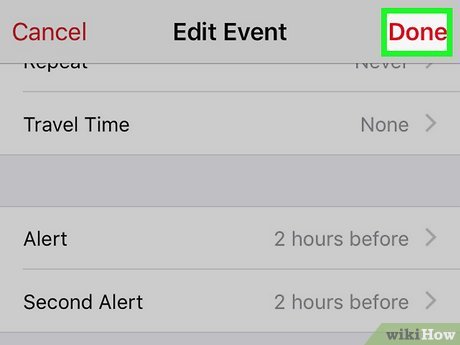 Cancel Edit Event Done
Repeat Never
Travel Time None
Alert 2 hours before
Second Alert 2 hours before
wikiHow